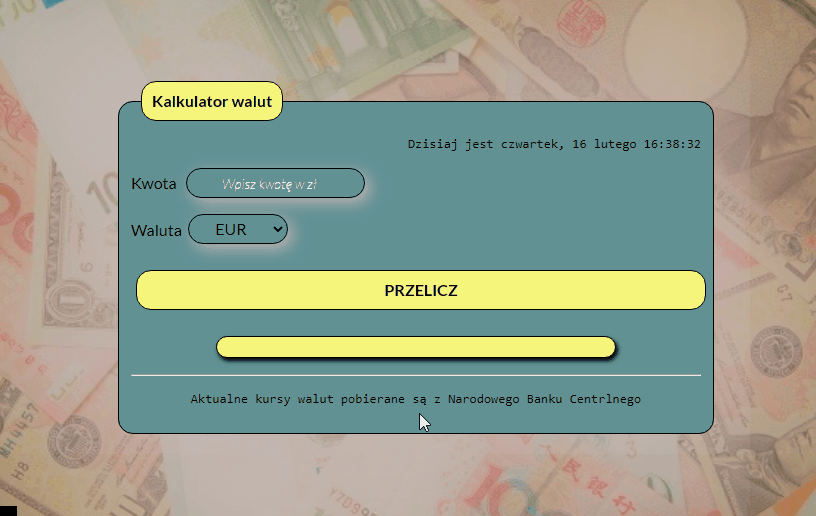 Kalkulator walut
Dzisiaj jest czwartek, 16 lutego 16:38:32
Kwota Wpisz kwotę w zł
Waluta EUR
PRZELICZ
Aktualne kursy walut pobierane są z Narodowego Banku Centrlnego